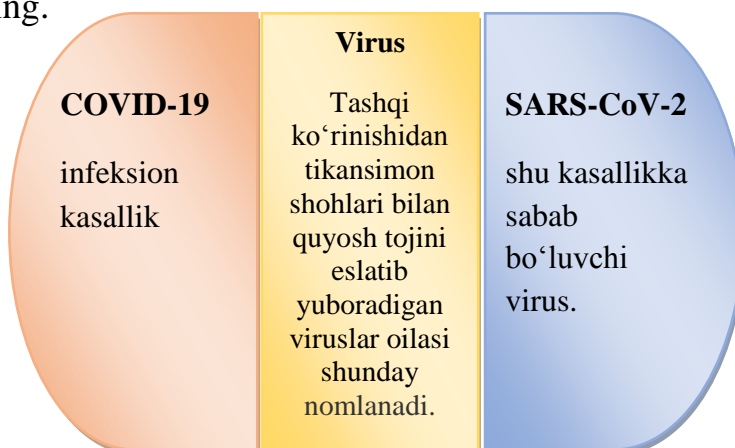 ng.
COVID-19
infeksion
kasallik
Virus
Tashqi
ko‘rinishidan
tikansimon
shohlari bilan
quyosh tojini
eslatib
yuboradigan
viruslar oilasi
shunday
nomlanadi.
SARS-CoV-2
shu kasallikka
sabab
bo‘luvchi
virus.